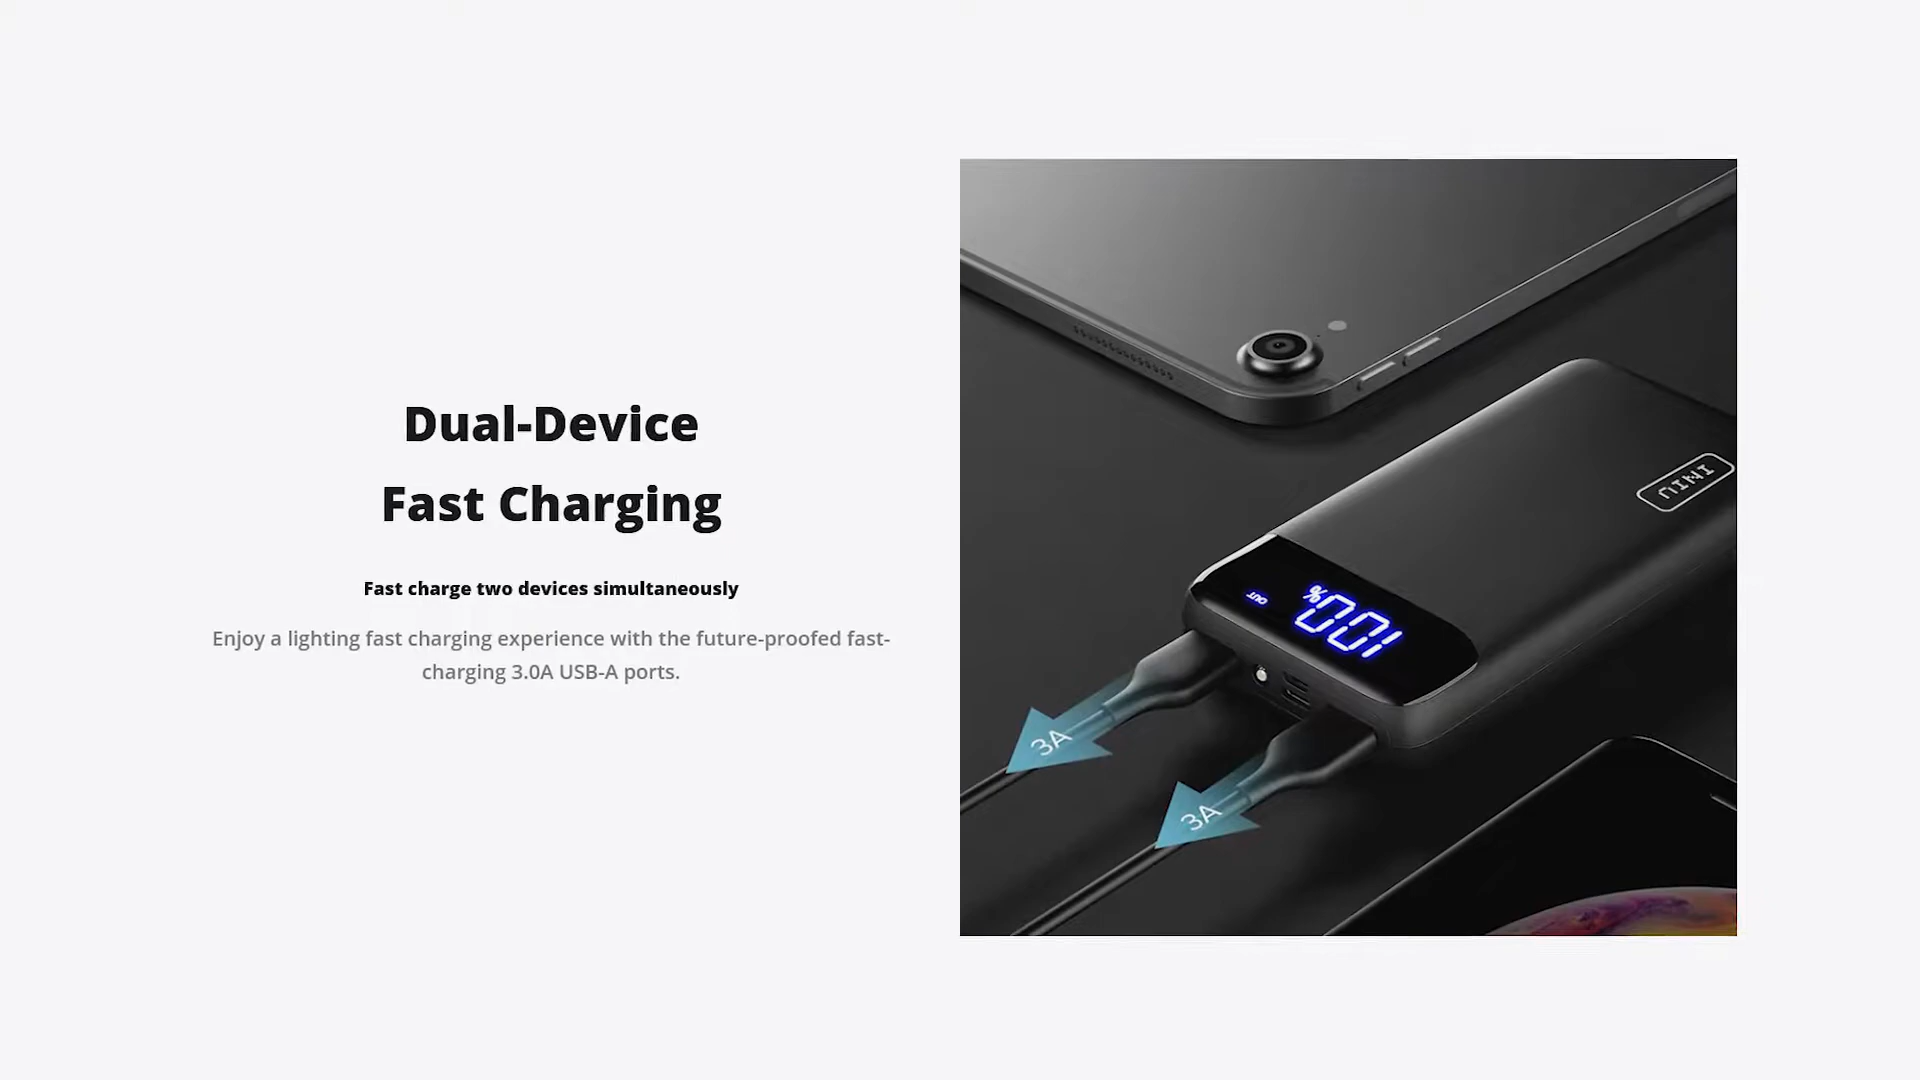 Dual-Device
Fast Charging
Fast charge two devices simultaneously
Enjoy a lighting fast charging experience with the future-proofed fast-
charging 3.0A USB-A ports.
INIU
100%
OUT
3A
3A